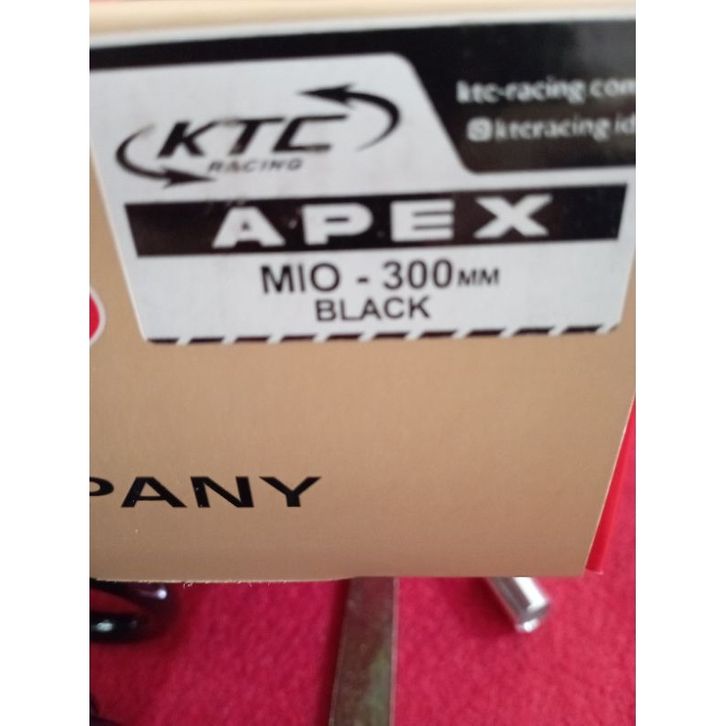 ktc-racing.com
ktcracing.id
KTC
RACING
APEX
MIO - 300MM
BLACK
PANY